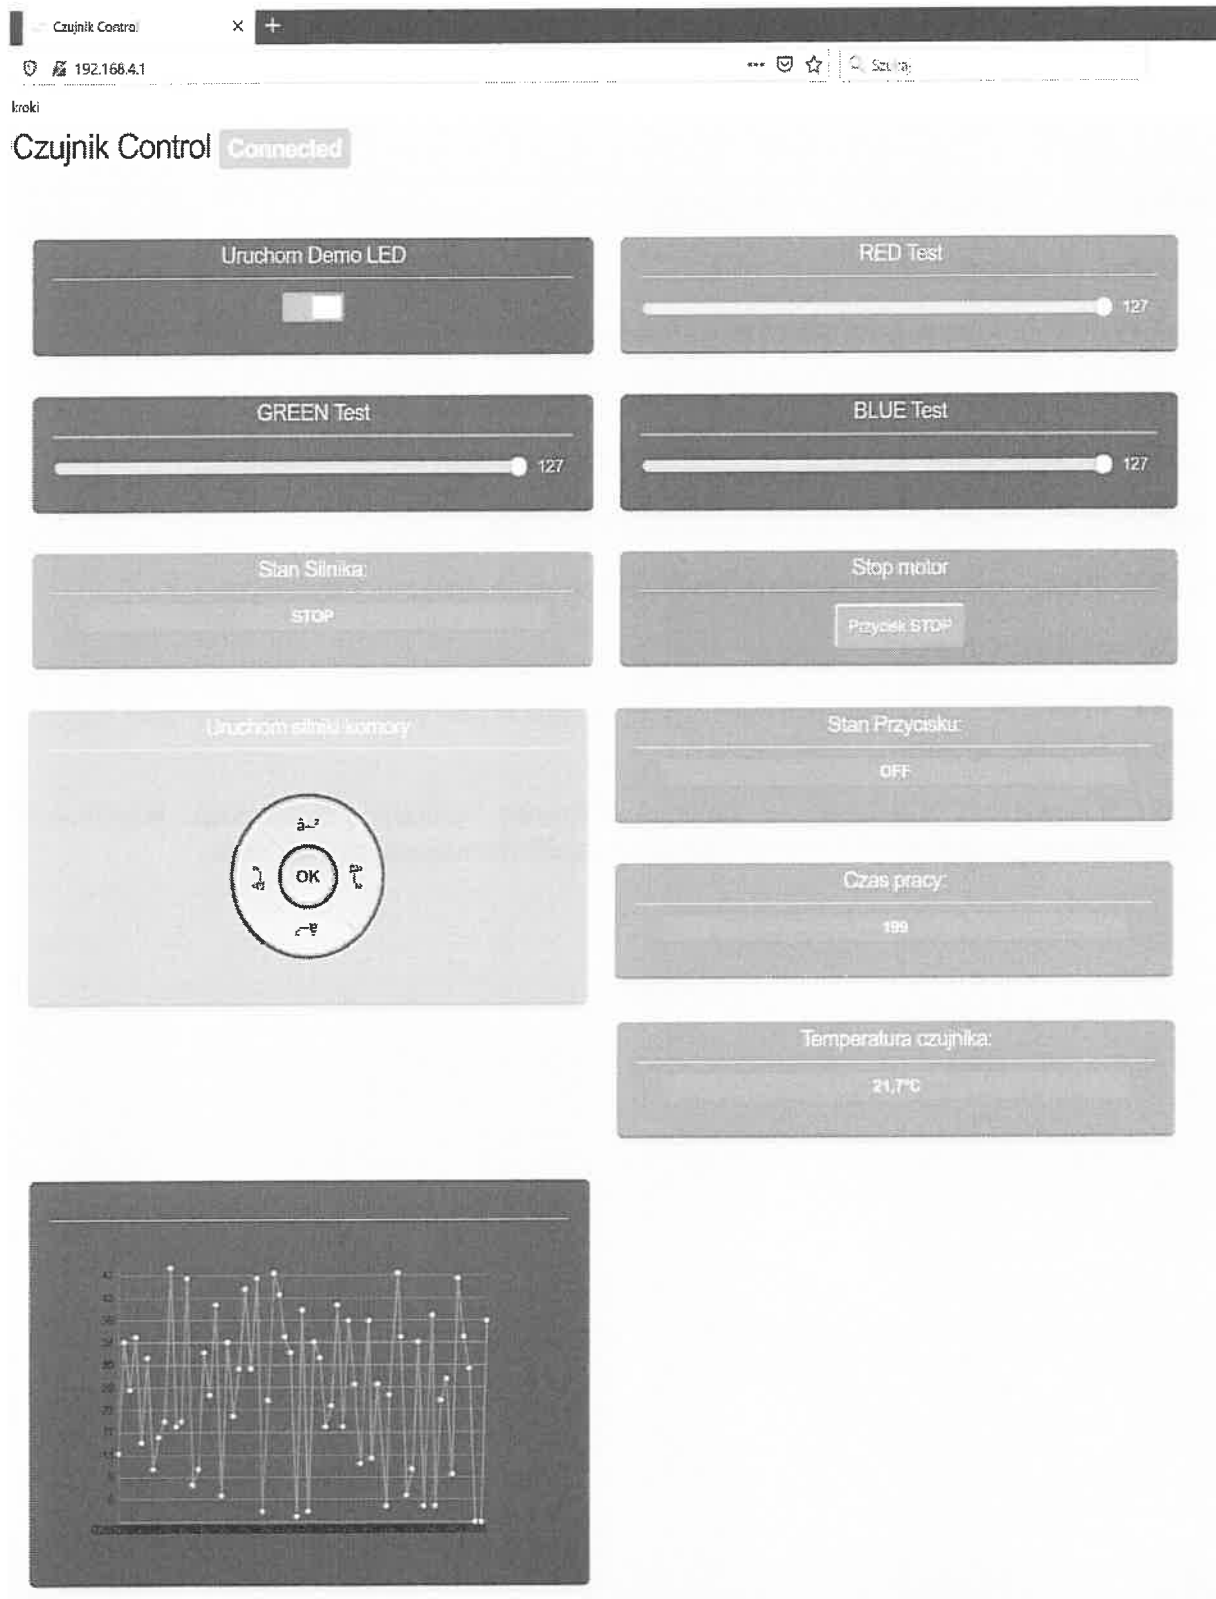 Czujnik Control
192.168.4.1
Szukaj
kroki
Czujnik Control Connected
Uruchom Demo LED
RED Test
127
GREEN Test
127
BLUE Test
127
Stan Silnika:
STOP
Stop motor
Przycisk STOP
Uruchom silniki komory
â–²
OK
Stan Przycisku:
OFF
Czas pracy:
199
Temperatura czujnika:
21,7°C